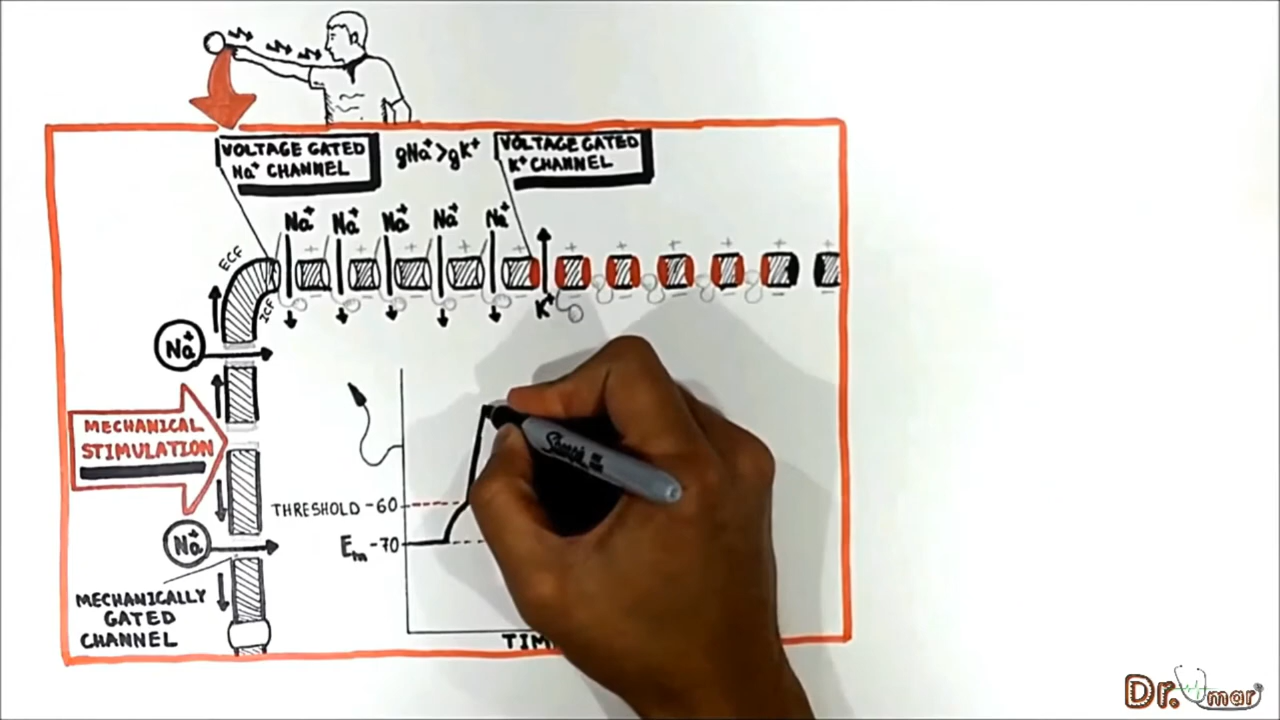 VOLTAGE GATED
Na⁺ CHANNEL
gNa⁺>gK⁺
VOLTAGE GATED
K⁺ CHANNEL
Na⁺ Na⁺ Na⁺ Na⁺ Na⁺
+ + + + + + + + + +
ECF
ICF
K⁺
Na⁺
MECHANICAL
STIMULATION
THRESHOLD -60
Na⁺
Em -70
MECHANICALLY
GATED
CHANNEL
Sharpie
Dr. Umar